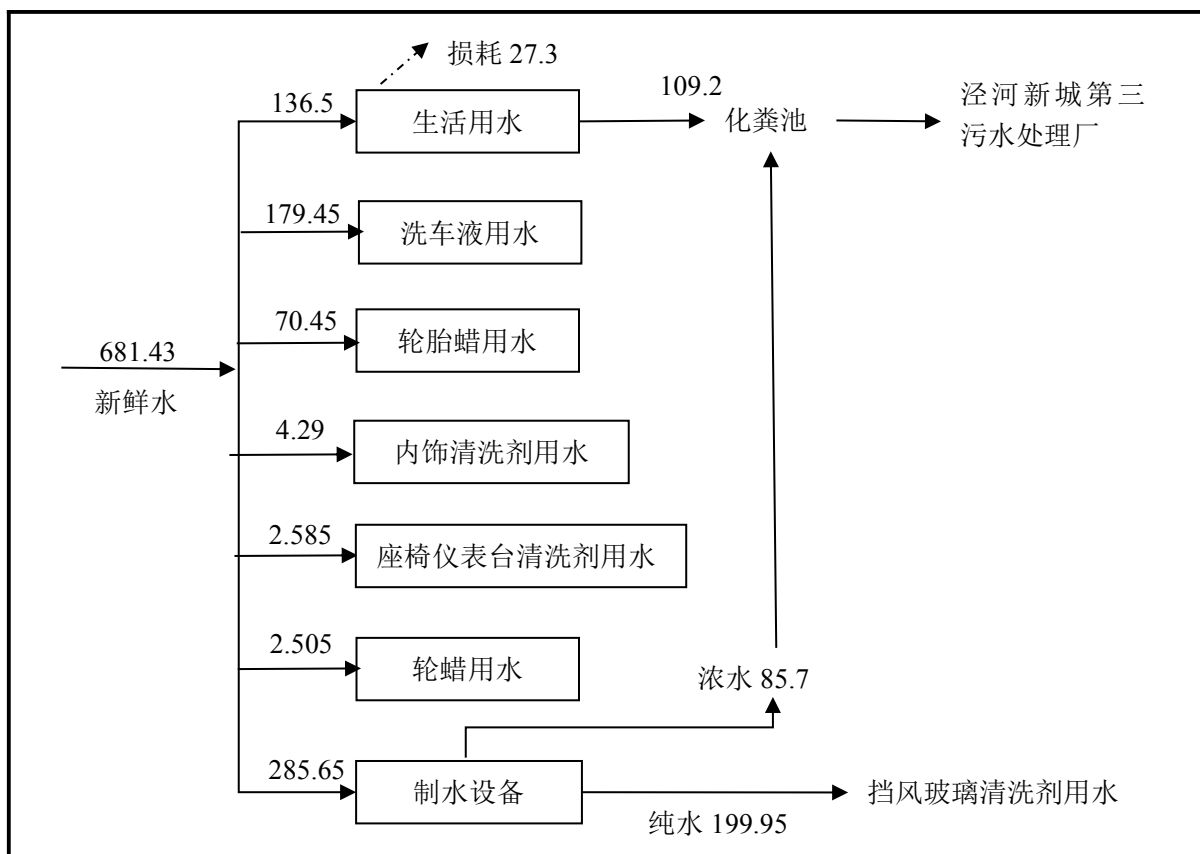 损耗 27.3
136.5
生活用水
109.2
化粪池
泾河新城第三
污水处理厂
179.45
洗车液用水
70.45
轮胎蜡用水
681.43
新鲜水
4.29
内饰清洗剂用水
2.585
座椅仪表台清洗剂用水
2.505
轮蜡用水
浓水 85.7
285.65
制水设备
纯水 199.95
挡风玻璃清洗剂用水